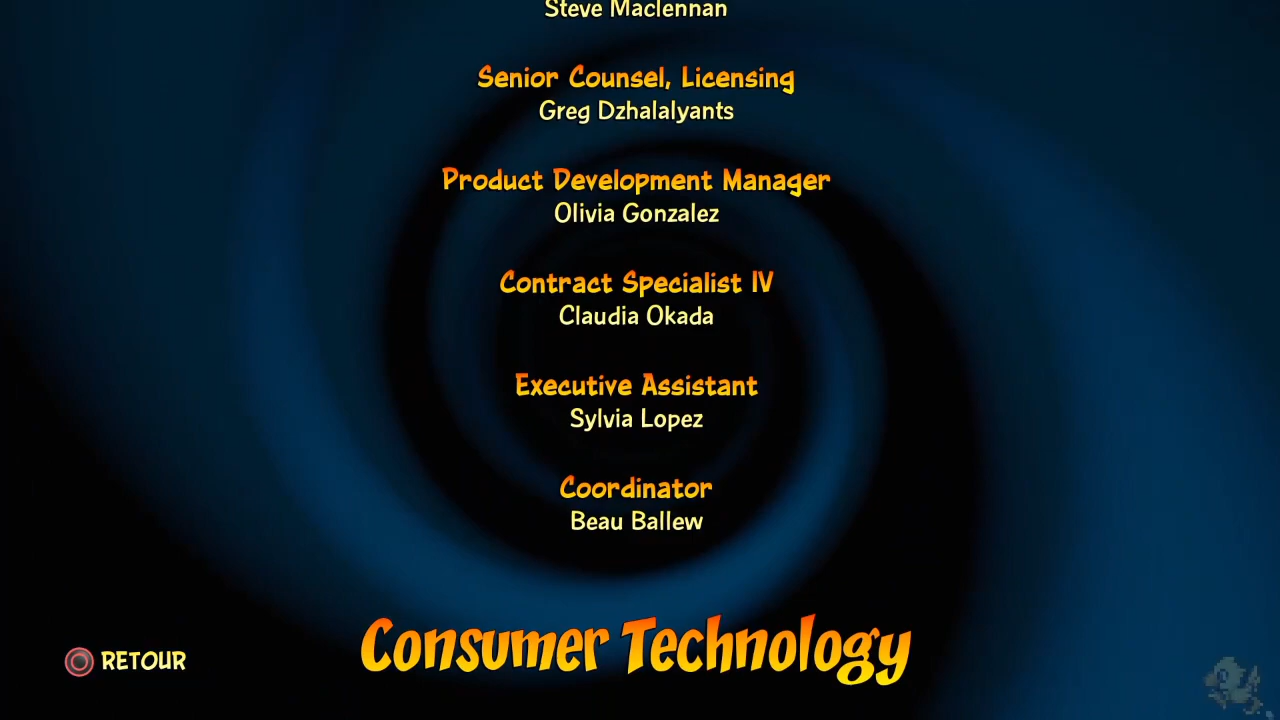 Steve Maclennan
Senior Counsel, Licensing
Greg Dzhalalyants
Product Development Manager
Olivia Gonzalez
Contract Specialist IV
Claudia Okada
Executive Assistant
Sylvia Lopez
Coordinator
Beau Ballew
Consumer Technology
RETOUR